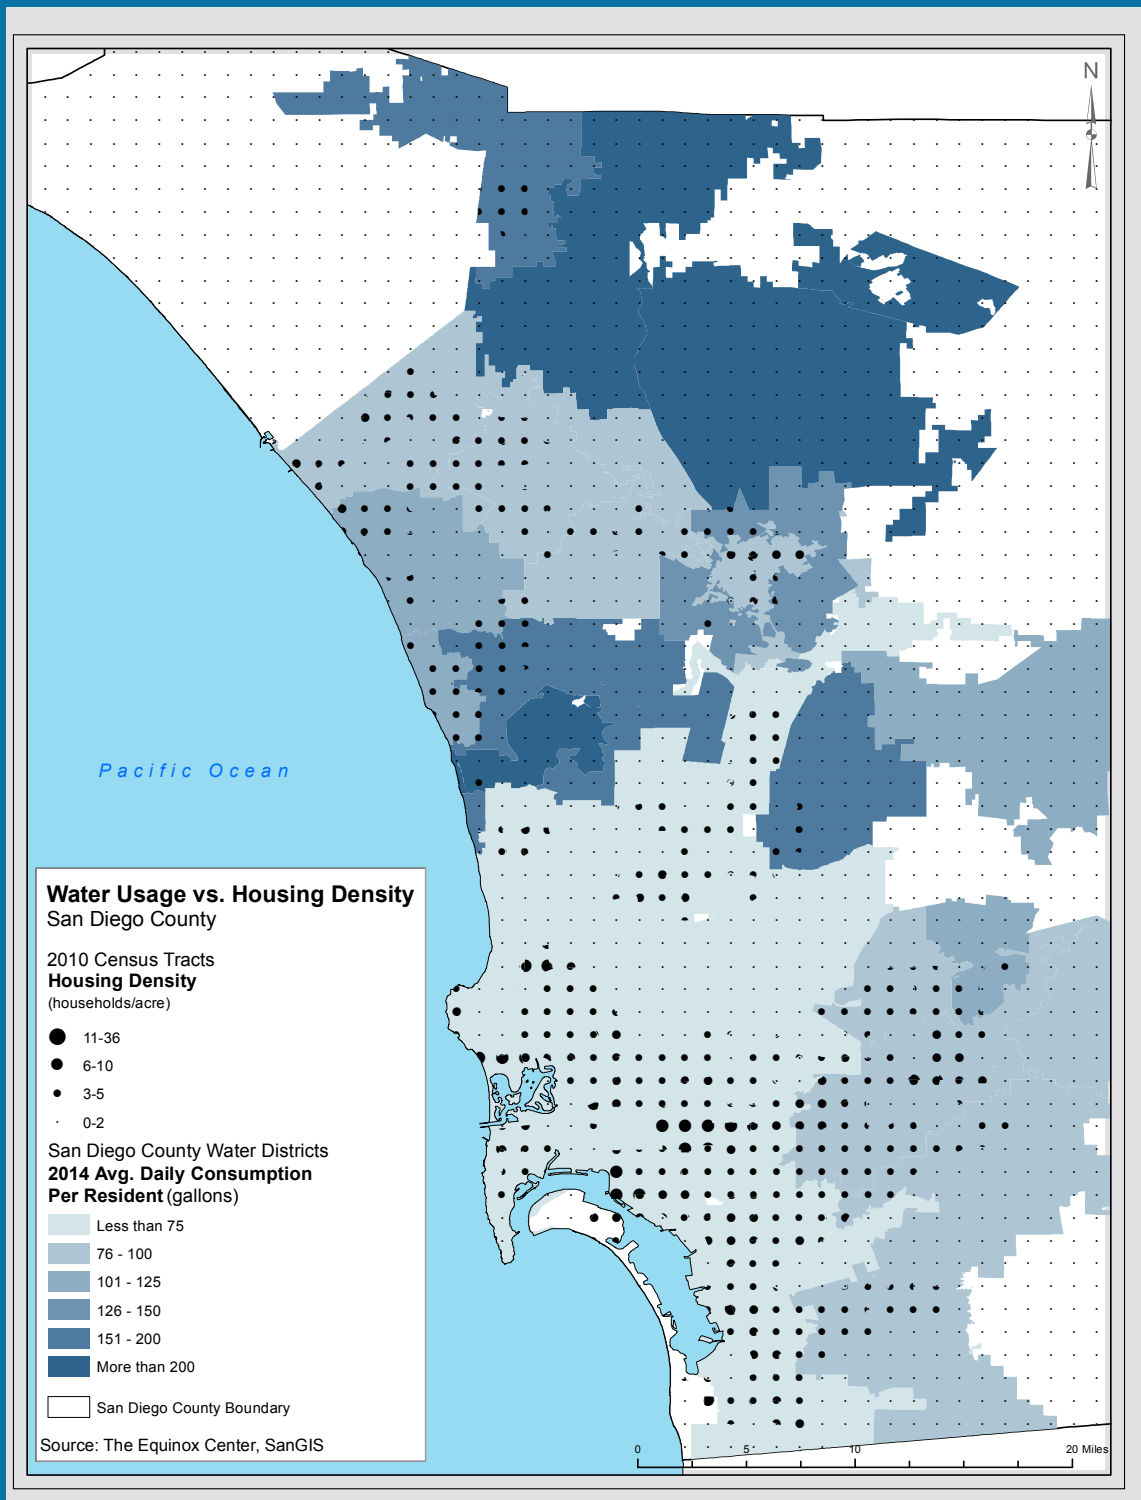 N
Pacific Ocean
Water Usage vs. Housing Density
San Diego County
2010 Census Tracts
Housing Density
(households/acre)
11-36
6-10
3-5
0-2
San Diego County Water Districts
2014 Avg. Daily Consumption
Per Resident (gallons)
Less than 75
76 - 100
101 - 125
126 - 150
151 - 200
More than 200
San Diego County Boundary
Source: The Equinox Center, SanGIS
0 5 10 20 Miles